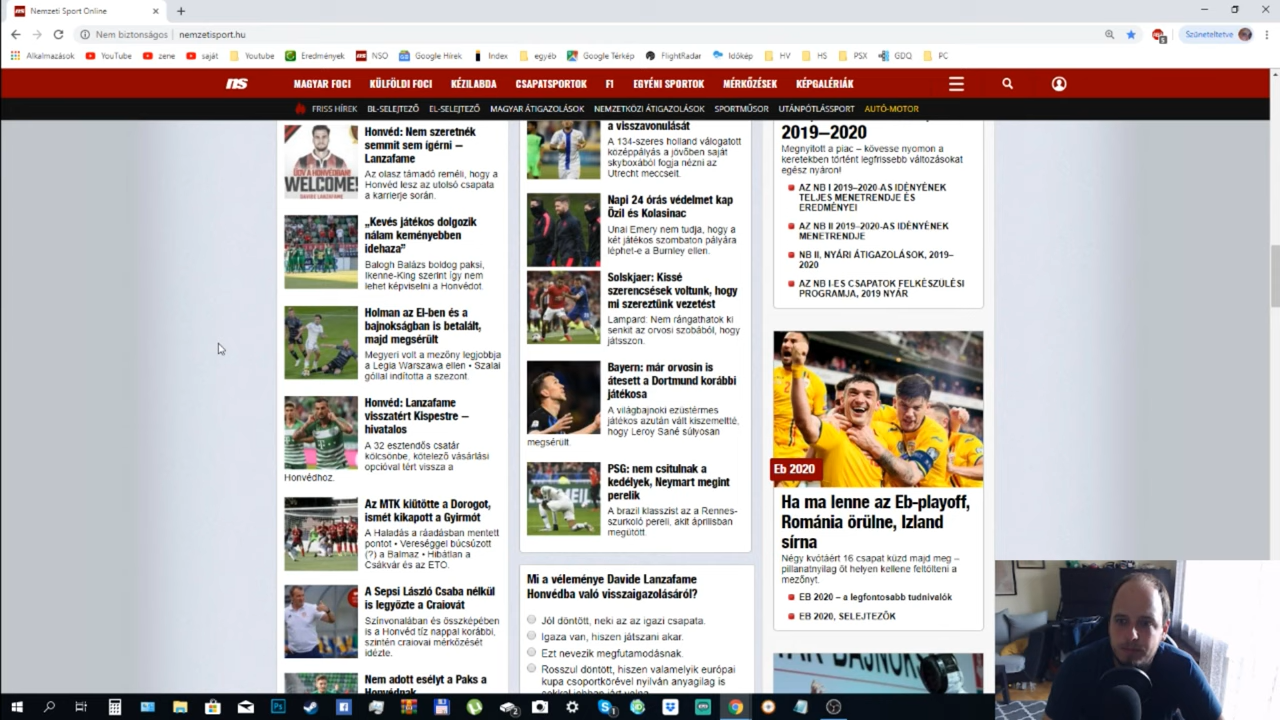 Nemzeti Sport Online
Nem biztonságos | nemzetisport.hu
Szüneteltetve
Alkalmazások YouTube zene saját Youtube Eredmények NSO Google Hírek Index egyéb Google Térkép FlightRadar Időkép HV HS PSX GDQ PC
ns MAGYAR FOCI KÜLFÖLDI FOCI KÉZILABDA CSAPATSPORTOK F1 EGYÉNI SPORTOK MÉRKŐZÉSEK KÉPGALÉRIÁK
FRISS HÍREK BL-SELEJTEZŐ EL-SELEJTEZŐ MAGYAR ÁTIGAZOLÁSOK NEMZETKÖZI ÁTIGAZOLÁSOK SPORTMŰSOR UTÁNPÓTLÁSSPORT AUTÓ-MOTOR
WELCOME!
Honvéd: Nem szeretnék
semmit sem ígérni –
Lanzafame
Az olasz támadó reméli, hogy a
Honvéd lesz az utolsó csapata
a karrierje során.
„Kevés játékos dolgozik
nálam keményebben
idehaza”
Balogh Balázs boldog paksi,
Ikenne-King szerint így nem
lehet képviselni a Honvédot.
Holman az El-ben és a
bajnokságban is betalált,
majd megsérült
Megyeri volt a mezőny legjobbja
a Legia Warszawa ellen • Szalai
góllal indította a szezont.
Honvéd: Lanzafame
visszatért Kispestre –
hivatalos
A 32 esztendős csatár
kölcsönbe, kötelező vásárlási
opcióval tért vissza a
Honvédhoz.
Az MTK kiütötte a Dorogot,
ismét kikapott a Gyirmót
A Haladás a ráadásban mentett
pontot • Vereséggel búcsúzott
(?) a Balmaz • Hibátlan a
Csákvár és az ETO.
A Sepsi László Csaba nélkül
is legyőzte a Craiovát
Színvonalában és összképében
is a Honvéd tíz nappal korábbi,
szintén craiovai mérkőzését
idézte.
Nem adott esélyt a Paks a
Honvédnak
a visszavonulását
A 134-szeres holland válogatott
középpályás a jövőben saját
skyboxából fogja nézni az
Utrecht meccseit.
Napi 24 órás védelmet kap
Özil és Kolasinac
Unai Emery nem tudja, hogy a
két játékos szombaton pályára
léphet-e a Burnley ellen.
Solskjaer: Kissé
szerencsések voltunk, hogy
mi szereztünk vezetést
Lampard: Nem rángathatok ki
senkit az orvosi szobából, hogy
játsszon.
Bayern: már orvosin is
átesett a Dortmund korábbi
játékosa
A világbajnoki ezüstérmes
játékos azután vált kiszemeltté,
hogy Leroy Sané súlyosan
megsérült.
PSG: nem csitulnak a
kedélyek, Neymart megint
perelik
A brazil klasszist az a Rennes-
szurkoló pereli, akit áprilisban
megütött.
Mi a véleménye Davide Lanzafame
Honvédba való visszaigazolásáról?
Jól döntött, neki az az igazi csapata.
Igaza van, hiszen játszani akar.
Ezt nevezik megfutamodásnak.
Rosszul döntött, hiszen valamelyik európai
kupa csoportkörével nyilván anyagilag is
2019–2020
Megnyitott a piac – kövesse nyomon a
keretekben történt legfrissebb változásokat
egész nyáron!
AZ NB I 2019–2020-AS IDÉNYÉNEK
TELJES MENETRENDJE ÉS
EREDMÉNYEI
AZ NB II 2019–2020-AS IDÉNYÉNEK
MENETRENDJE
NB II, NYÁRI ÁTIGAZOLÁSOK, 2019–
2020
AZ NB I-ES CSAPATOK FELKÉSZÜLÉSI
PROGRAMJA, 2019 NYÁR
Eb 2020
Ha ma lenne az Eb-playoff,
Románia örülne, Izland
sírna
Négy kvótáért 16 csapat küzd majd meg –
pillanatnyilag öt helyen kellene feltölteni a
mezőnyt.
EB 2020 – a legfontosabb tudnivalók
EB 2020, SELEJTEZŐK